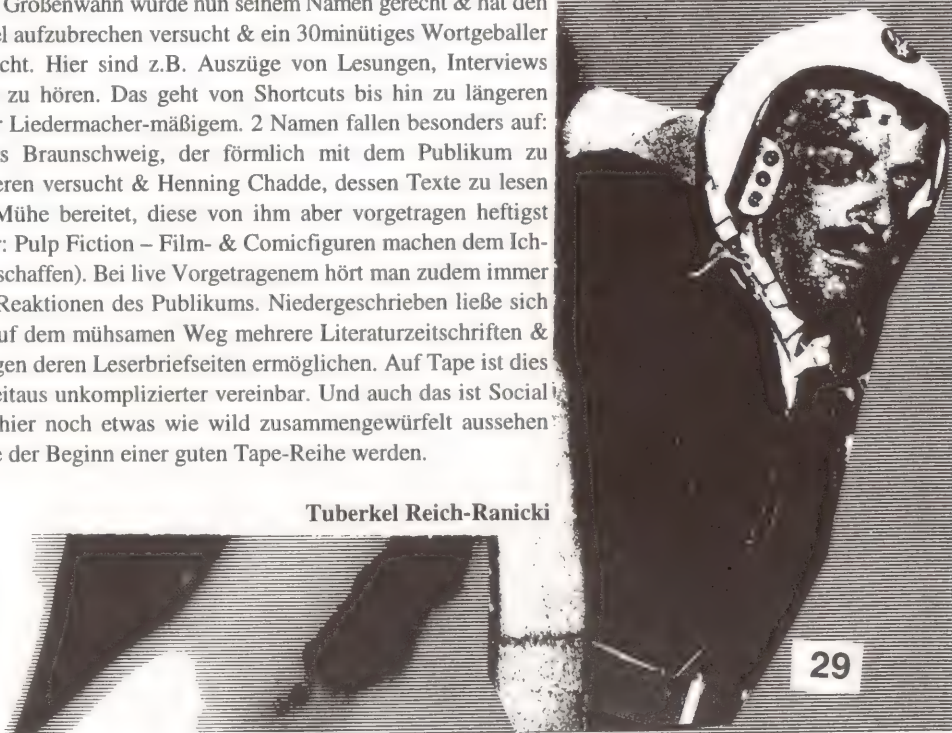 Großenwahn wurde nun seinem Namen gerecht & hat den
el aufzubrechen versucht & ein 30minütiges Wortgeballer
cht. Hier sind z.B. Auszüge von Lesungen, Interviews
zu hören. Das geht von Shortcuts bis hin zu längeren
r Liedermacher-mäßigem. 2 Namen fallen besonders auf:
s Braunschweig, der förmlich mit dem Publikum zu
eren versucht & Henning Chadde, dessen Texte zu lesen
Mühe bereitet, diese von ihm aber vorgetragen heftigst
r: Pulp Fiction – Film- & Comicfiguren machen dem Ich-
schaffen). Bei live Vorgetragenem hört man zudem immer
Reaktionen des Publikums. Niedergeschrieben ließe sich
uf dem mühsamen Weg mehrere Literaturzeitschriften &
gen deren Leserbriefseiten ermöglichen. Auf Tape ist dies
eitaus unkomplizierter vereinbar. Und auch das ist Social
hier noch etwas wie wild zusammengewürfelt aussehen
e der Beginn einer guten Tape-Reihe werden.
Tuberkel Reich-Ranicki
29